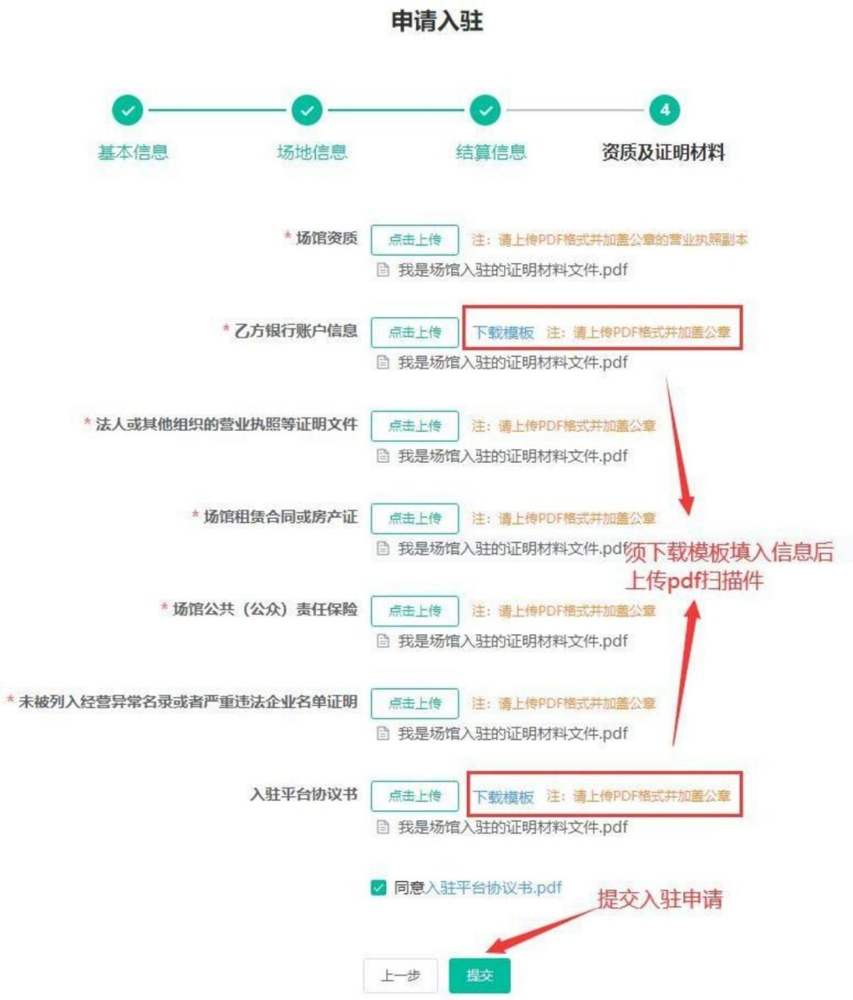 申请入驻
4
基本信息 场地信息 结算信息 资质及证明材料
* 场馆资质 点击上传 注：请上传PDF格式并加盖公章的营业执照副本
我是场馆入驻的证明材料文件.pdf
* 乙方银行账户信息 点击上传 下载模板 注：请上传PDF格式并加盖公章
我是场馆入驻的证明材料文件.pdf
* 法人或其他组织的营业执照等证明文件 点击上传 注：请上传PDF格式并加盖公章
我是场馆入驻的证明材料文件.pdf
* 场馆租赁合同或房产证 点击上传 注：请上传PDF格式并加盖公章
我是场馆入驻的证明材料文件.pdf
须下载模板填入信息后
上传pdf扫描件
* 场馆公共（公众）责任保险 点击上传 注：请上传PDF格式并加盖公章
我是场馆入驻的证明材料文件.pdf
* 未被列入经营异常名录或者严重违法企业名单证明 点击上传 注：请上传PDF格式并加盖公章
我是场馆入驻的证明材料文件.pdf
入驻平台协议书 点击上传 下载模板 注：请上传PDF格式并加盖公章
我是场馆入驻的证明材料文件.pdf
同意入驻平台协议书.pdf
提交入驻申请
上一步 提交